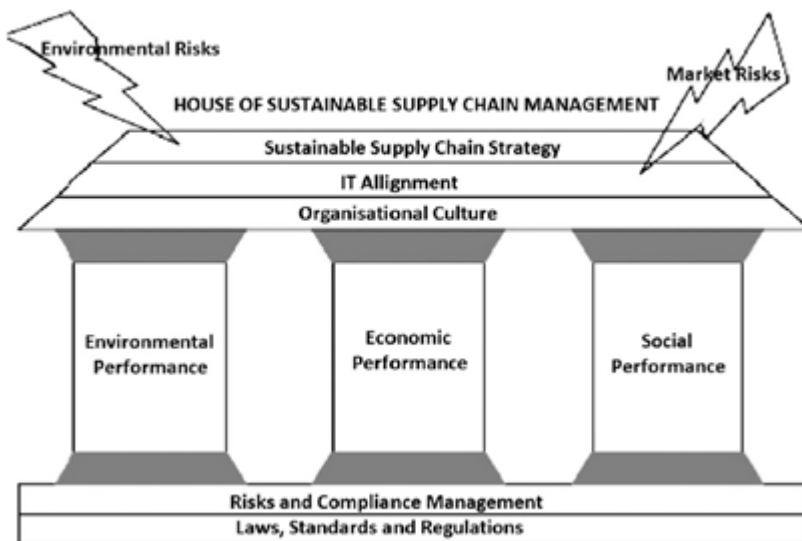 Environmental Risks
Market Risks
HOUSE OF SUSTAINABLE SUPPLY CHAIN MANAGEMENT
Sustainable Supply Chain Strategy
IT Allignment
Organisational Culture
Environmental
Performance
Economic
Performance
Social
Performance
Risks and Compliance Management
Laws, Standards and Regulations